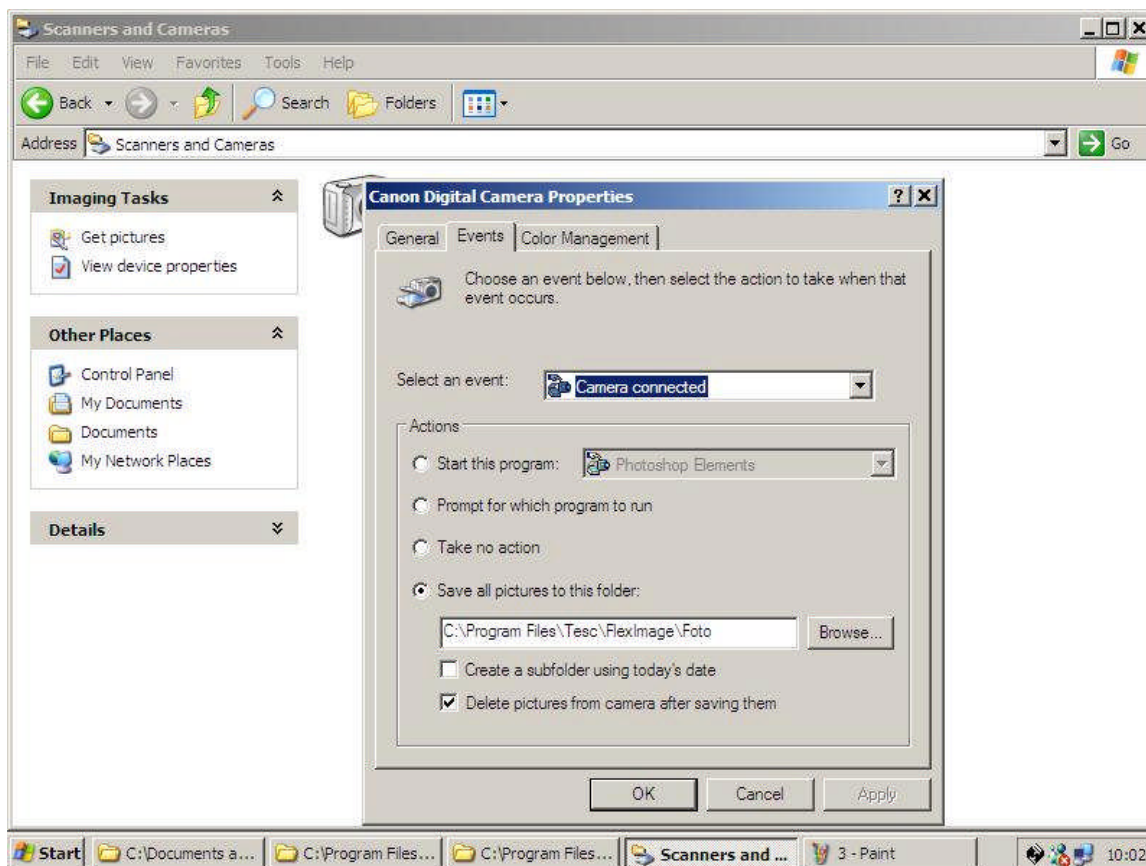 Scanners and Cameras
File Edit View Favorites Tools Help
Back Search Folders
Address Scanners and Cameras Go
Imaging Tasks
Get pictures
View device properties
Other Places
Control Panel
My Documents
Documents
My Network Places
Details
Canon Digital Camera Properties
General Events Color Management
Choose an event below, then select the action to take when that
event occurs.
Select an event: Camera connected
Actions
Start this program: Photoshop Elements
Prompt for which program to run
Take no action
Save all pictures to this folder:
C:\Program Files\Tesc\FlexImage\Foto Browse...
Create a subfolder using today's date
Delete pictures from camera after saving them
OK Cancel Apply
Start C:\Documents a... C:\Program Files... C:\Program Files... Scanners and ... 3 - Paint 10:02